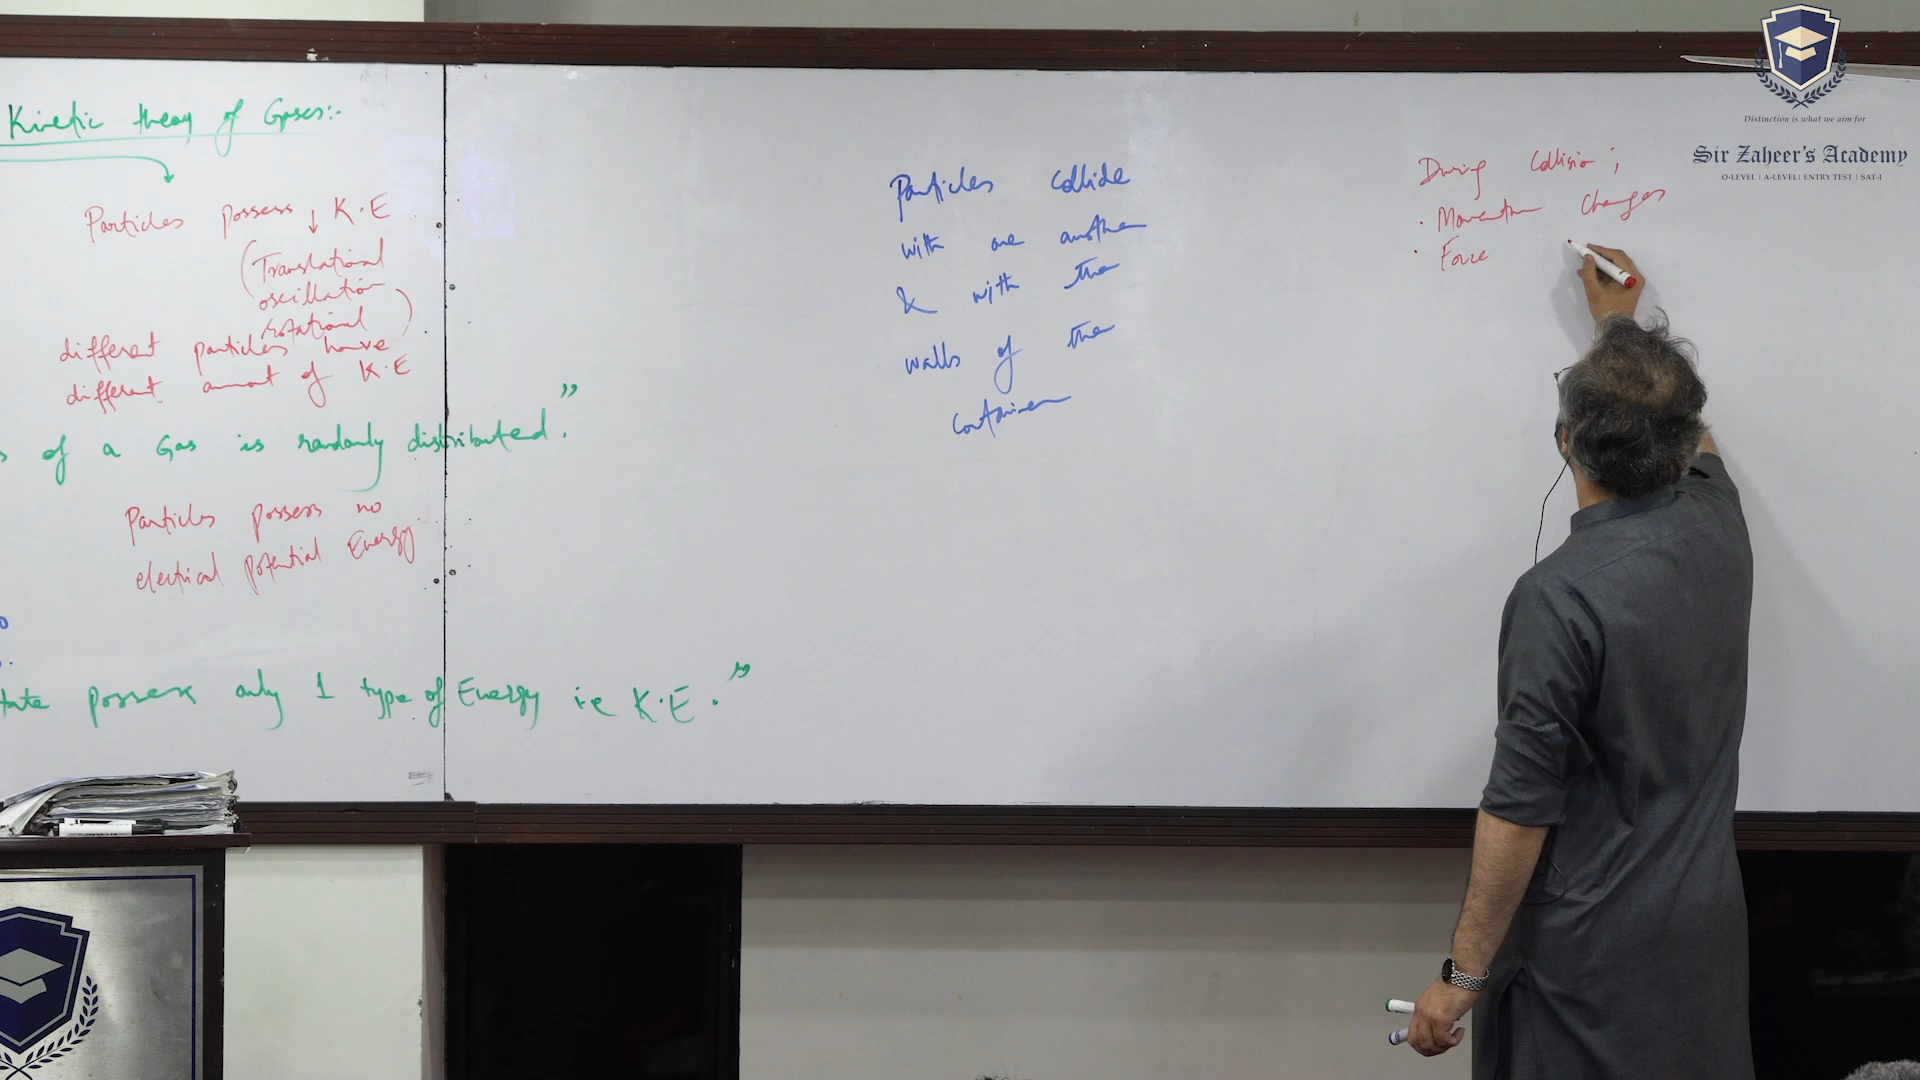 Kinetic theory of Gases:-
Particles possess K.E
(Translational
oscillation
rotational)
different particles have
different amount of K.E
s of a Gas is randomly distributed."
Particles possess no
electrical potential Energy
tate possess only 1 type of Energy i.e K.E."
Particles collide
with one another
& with the
walls of the
Container
During Collision;
· Momentum Changes
· Force
Distinction is what we aim for
Sir Zaheer's Academy
O-LEVEL | A-LEVEL | ENTRY TEST | SAT-I